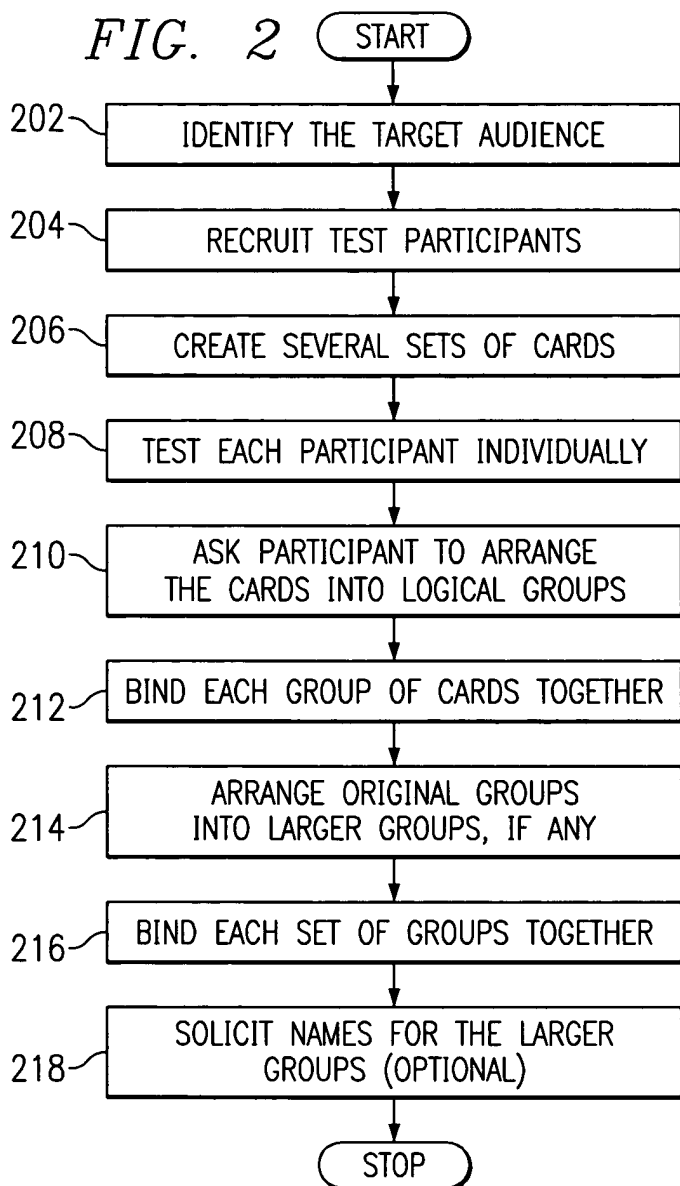 FIG. 2
START
202
IDENTIFY THE TARGET AUDIENCE
204
RECRUIT TEST PARTICIPANTS
206
CREATE SEVERAL SETS OF CARDS
208
TEST EACH PARTICIPANT INDIVIDUALLY
210
ASK PARTICIPANT TO ARRANGE
THE CARDS INTO LOGICAL GROUPS
212
BIND EACH GROUP OF CARDS TOGETHER
214
ARRANGE ORIGINAL GROUPS
INTO LARGER GROUPS, IF ANY
216
BIND EACH SET OF GROUPS TOGETHER
218
SOLICIT NAMES FOR THE LARGER
GROUPS (OPTIONAL)
STOP